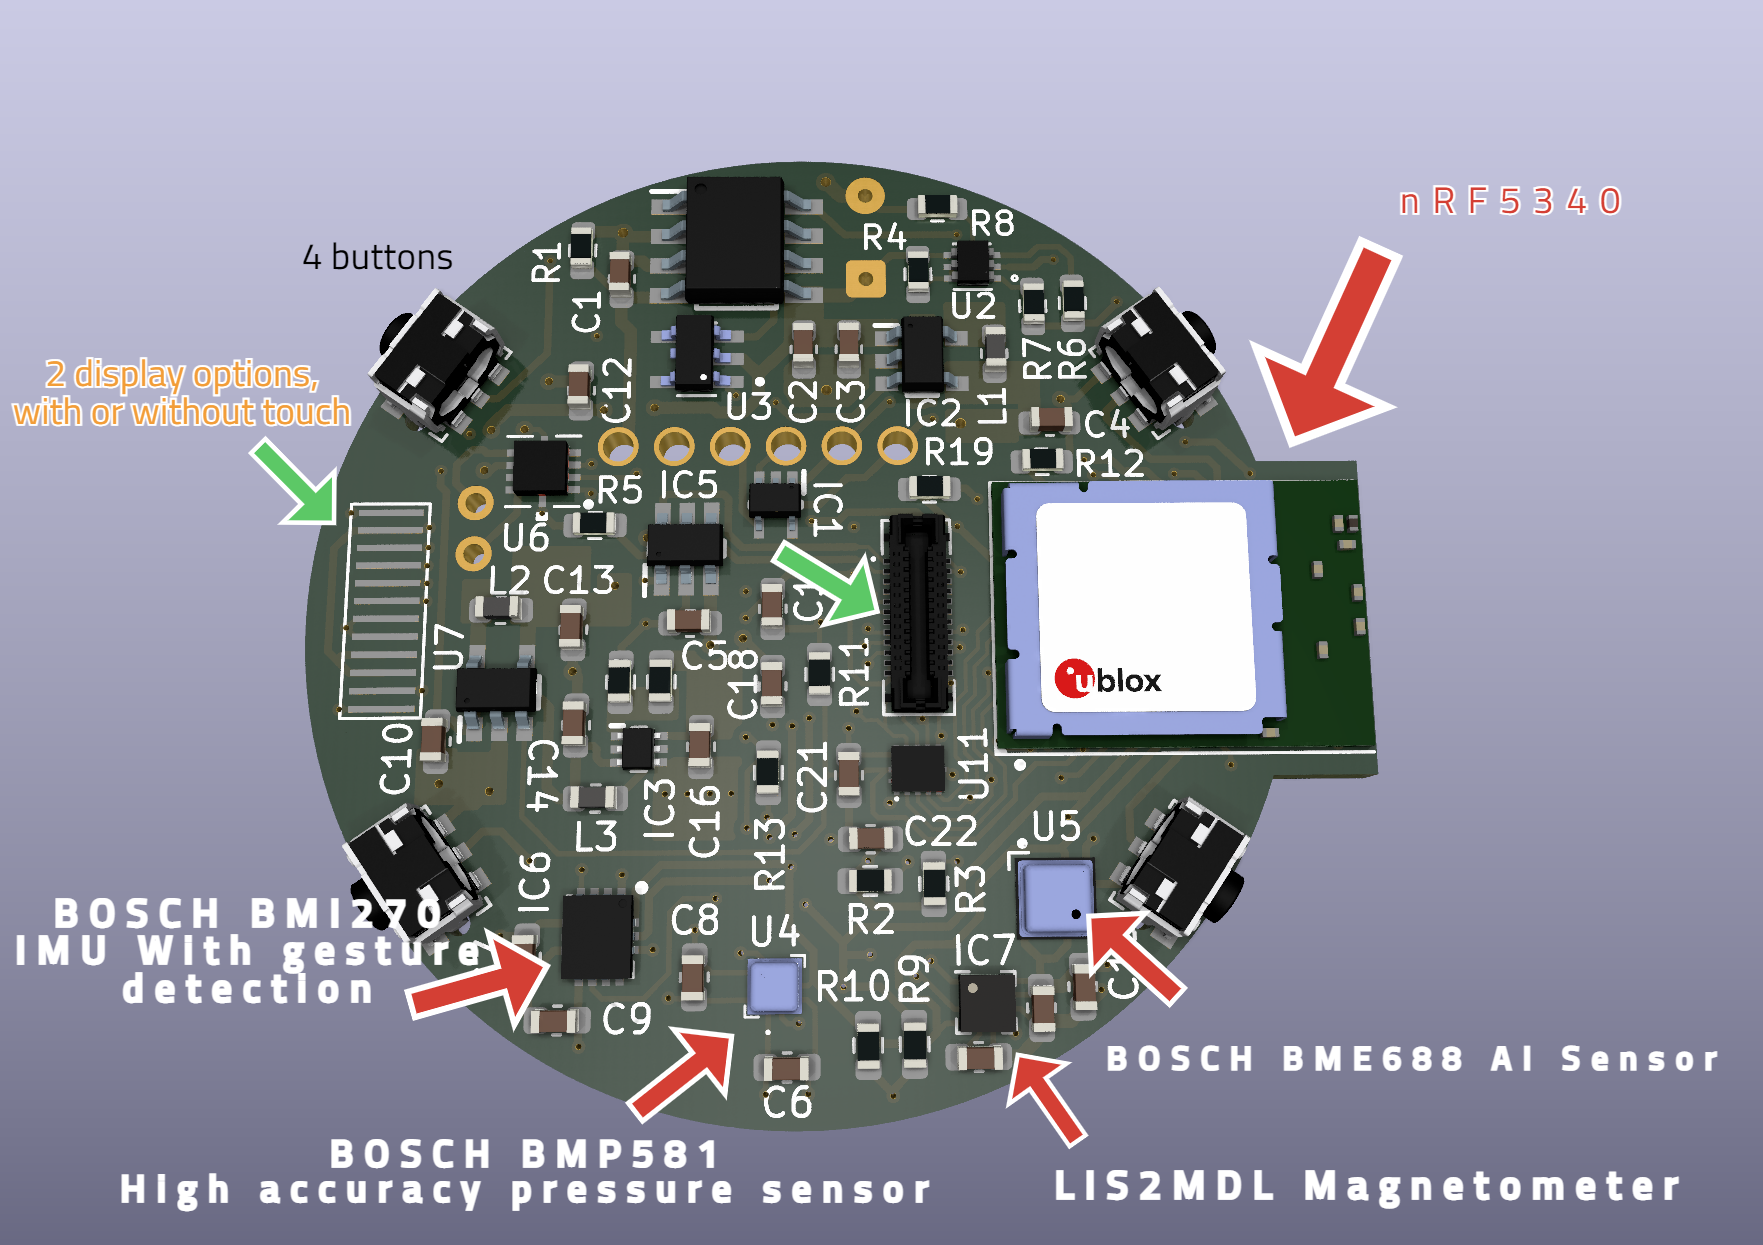 nRF5340
4 buttons
2 display options,
with or without touch
R1
C1
R4
R8
U2
R7
R6
C12
U3
C2
C3
IC2
L1
C4
R19
R12
R5
IC5
IC1
U6
L2
C13
U7
C5
C18
R11
ublox
C10
C14
L3
IC3
C16
R13
C21
U11
C22
U5
IC6
C8
U4
R2
R3
IC7
R10
R9
C9
C6
BOSCH BMI270
IMU With gesture
detection
BOSCH BME688 AI Sensor
BOSCH BMP581
High accuracy pressure sensor
LIS2MDL Magnetometer